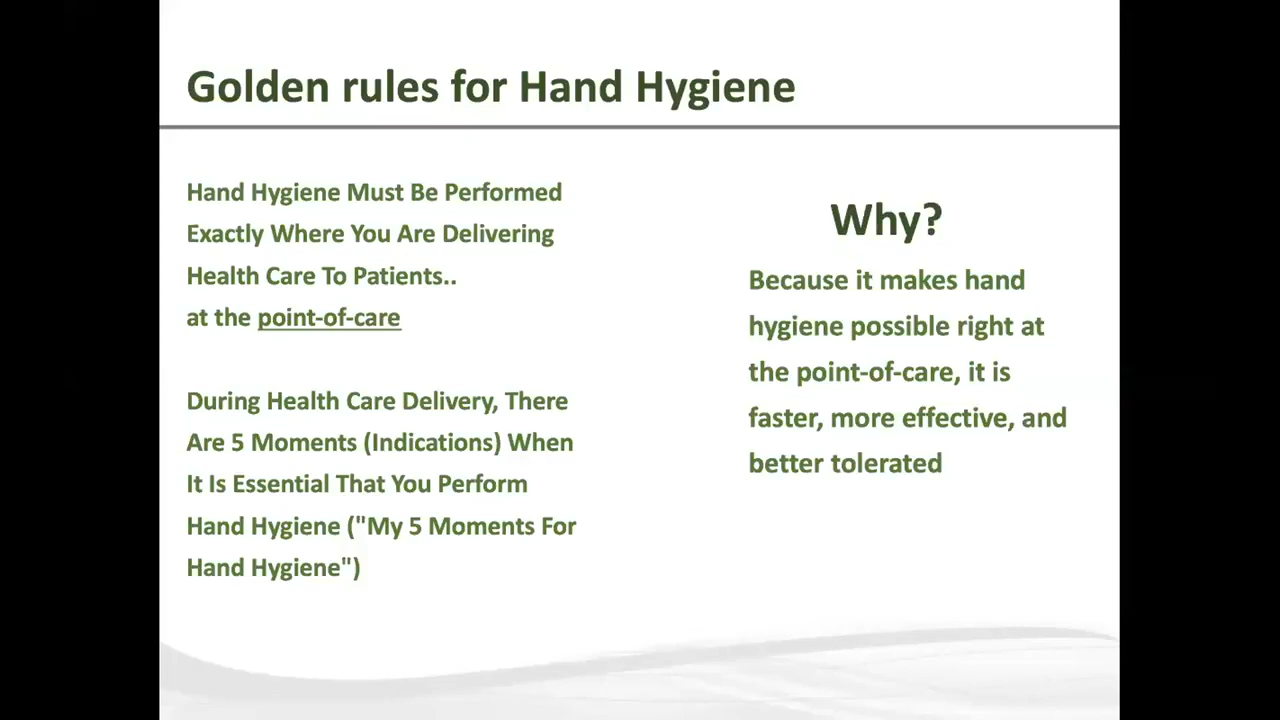 Golden rules for Hand Hygiene
Hand Hygiene Must Be Performed
Exactly Where You Are Delivering
Health Care To Patients..
at the point-of-care
During Health Care Delivery, There
Are 5 Moments (Indications) When
It Is Essential That You Perform
Hand Hygiene ("My 5 Moments For
Hand Hygiene")
Why?
Because it makes hand
hygiene possible right at
the point-of-care, it is
faster, more effective, and
better tolerated